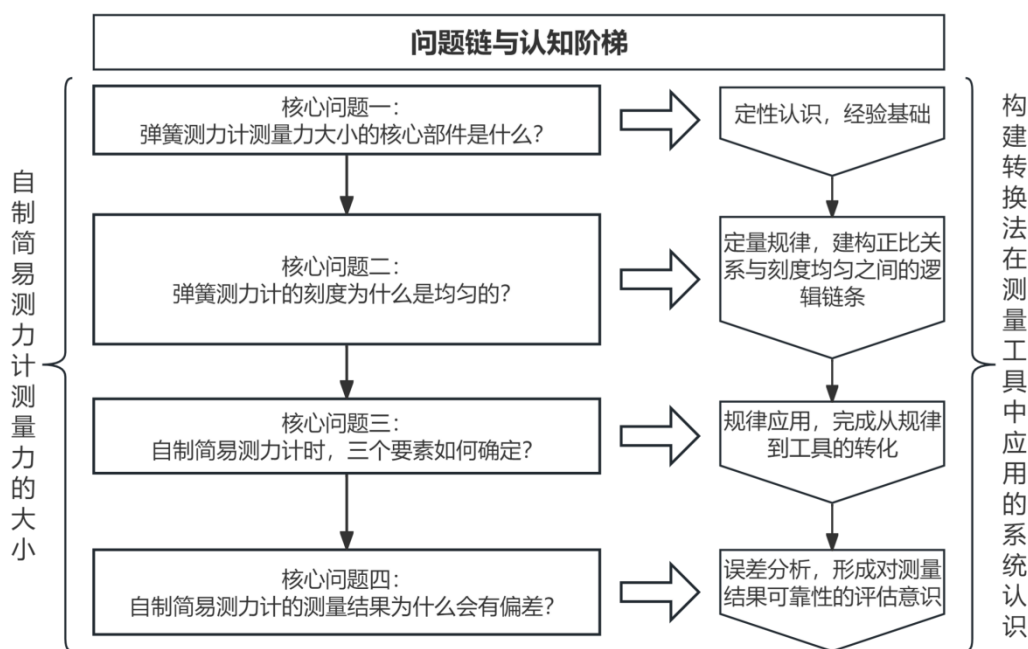 问题链与认知阶梯
自制简易测力计测量力的大小
核心问题一：
弹簧测力计测量力大小的核心部件是什么？
定性认识，经验基础
核心问题二：
弹簧测力计的刻度为什么是均匀的？
定量规律，建构正比关
系与刻度均匀之间的逻
辑链条
核心问题三：
自制简易测力计时，三个要素如何确定？
规律应用，完成从规律
到工具的转化
核心问题四：
自制简易测力计的测量结果为什么会有偏差？
误差分析，形成对测量
结果可靠性的评估意识
构建转换法在测量工具中应用的系统认识